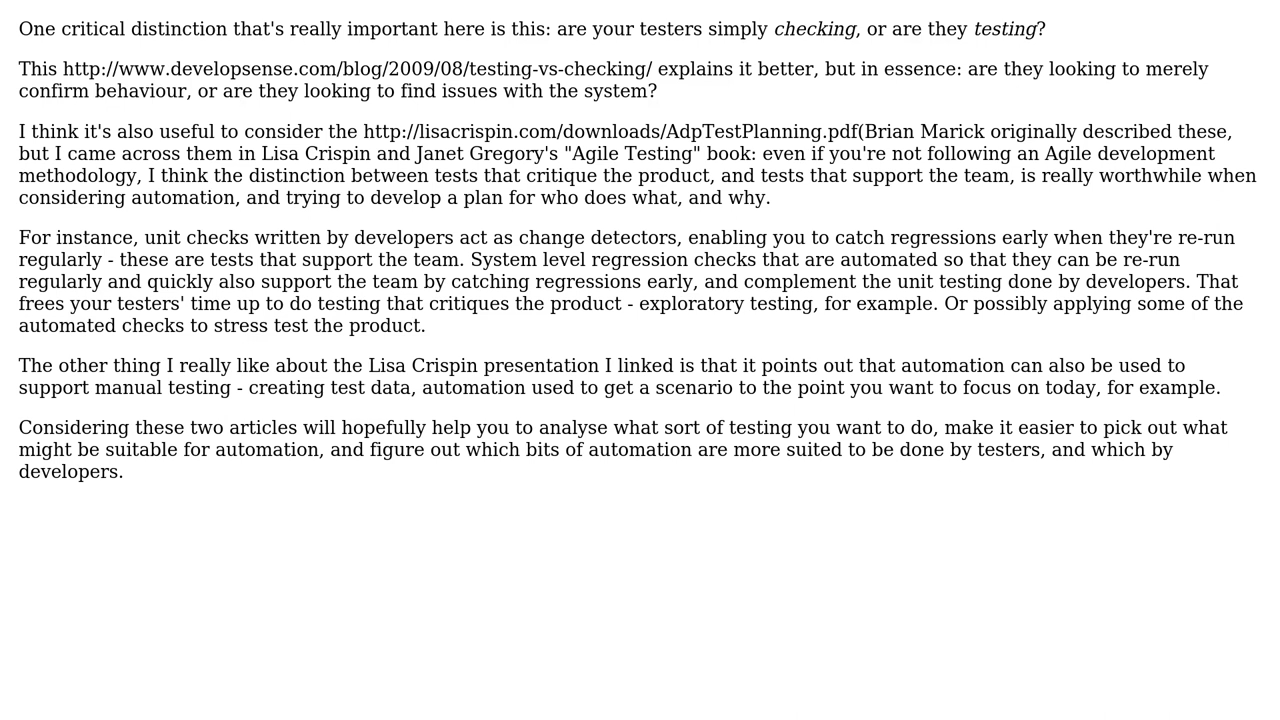 One critical distinction that's really important here is this: are your testers simply checking, or are they testing?
This http://www.developsense.com/blog/2009/08/testing-vs-checking/ explains it better, but in essence: are they looking to merely
confirm behaviour, or are they looking to find issues with the system?
I think it's also useful to consider the http://lisacrispin.com/downloads/AdpTestPlanning.pdf(Brian Marick originally described these,
but I came across them in Lisa Crispin and Janet Gregory's "Agile Testing" book: even if you're not following an Agile development
methodology, I think the distinction between tests that critique the product, and tests that support the team, is really worthwhile when
considering automation, and trying to develop a plan for who does what, and why.
For instance, unit checks written by developers act as change detectors, enabling you to catch regressions early when they're re-run
regularly - these are tests that support the team. System level regression checks that are automated so that they can be re-run
regularly and quickly also support the team by catching regressions early, and complement the unit testing done by developers. That
frees your testers' time up to do testing that critiques the product - exploratory testing, for example. Or possibly applying some of the
automated checks to stress test the product.
The other thing I really like about the Lisa Crispin presentation I linked is that it points out that automation can also be used to
support manual testing - creating test data, automation used to get a scenario to the point you want to focus on today, for example.
Considering these two articles will hopefully help you to analyse what sort of testing you want to do, make it easier to pick out what
might be suitable for automation, and figure out which bits of automation are more suited to be done by testers, and which by
developers.